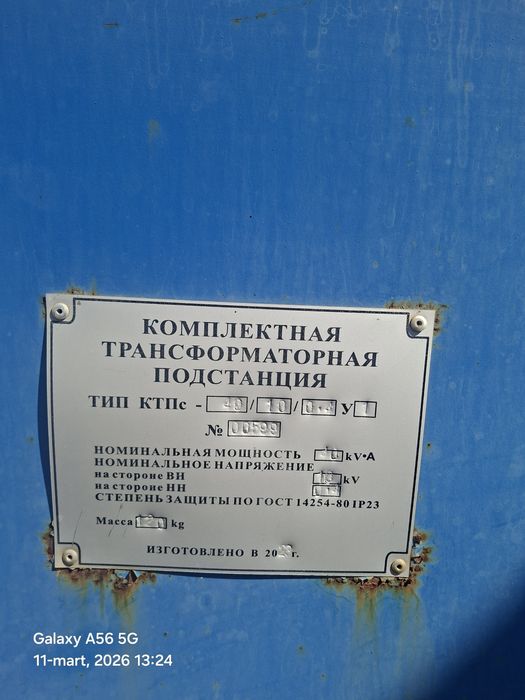 КОМПЛЕКТНАЯ
ТРАНСФОРМАТОРНАЯ
ПОДСТАНЦИЯ
ТИП КТПс - /10/0.4 У1
№
НОМИНАЛЬНАЯ МОЩНОСТЬ kV•A
НОМИНАЛЬНОЕ НАПРЯЖЕНИЕ
на стороне ВН kV
на стороне НН
СТЕПЕНЬ ЗАЩИТЫ ПО ГОСТ 14254-80 IP23
Масса kg
ИЗГОТОВЛЕНО В г.
Galaxy A56 5G
11-mart, 2026 13:24